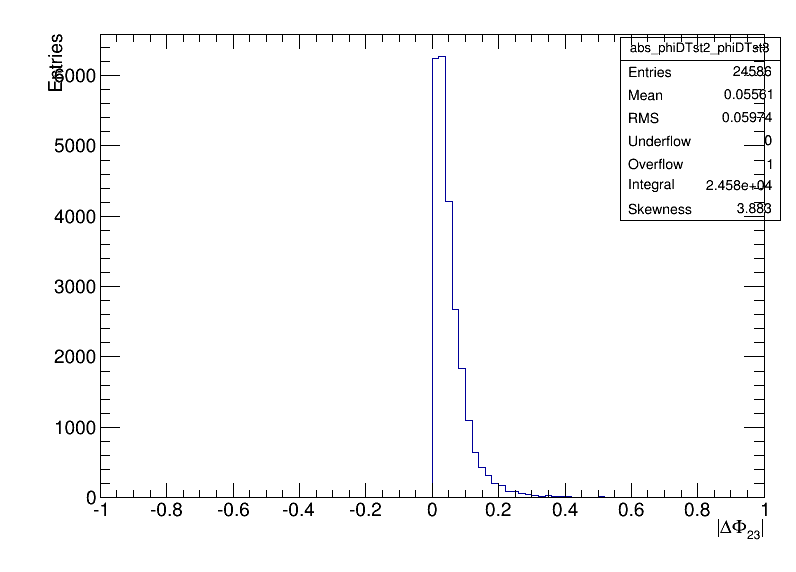 Entries
6000
5000
4000
3000
2000
1000
0
-1 -0.8 -0.6 -0.4 -0.2 0 0.2 0.4 0.6 0.8 1
|ΔΦ23|
abs_phiDTst2_phiDTst3
Entries 24586
Mean 0.05561
RMS 0.05974
Underflow 0
Overflow 1
Integral 2.458e+04
Skewness 3.883